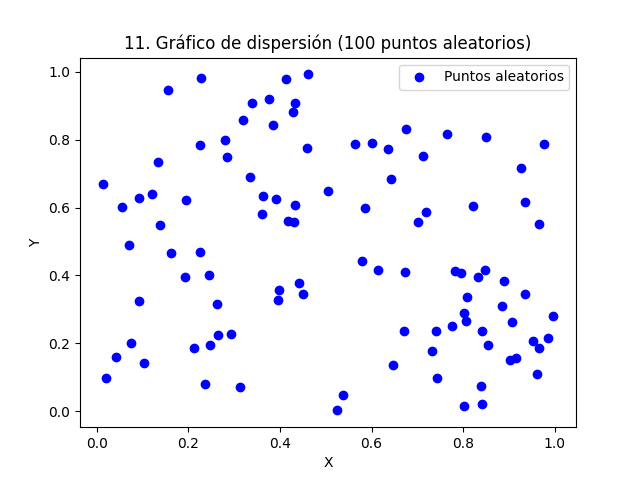 11. Gráfico de dispersión (100 puntos aleatorios)
Puntos aleatorios
1.0
0.8
0.6
0.4
0.2
0.0
Y
0.0 0.2 0.4 0.6 0.8 1.0
X